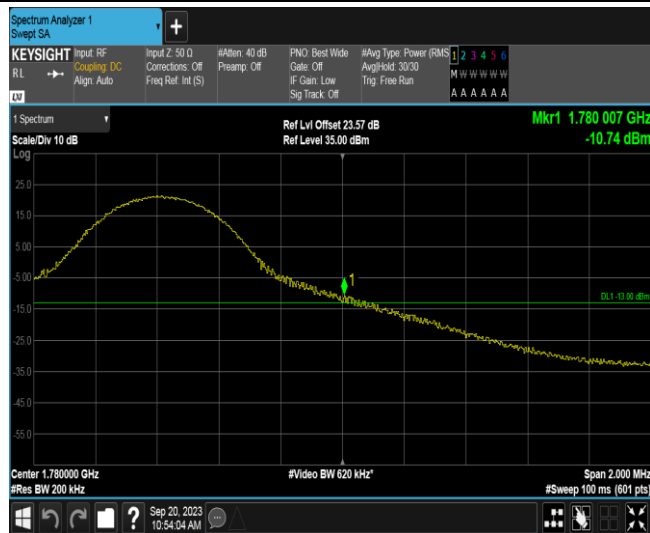 Spectrum Analyzer 1
Swept SA
+
KEYSIGHT
RL
LXI
Input: RF
Coupling: DC
Align: Auto
Input Z: 50 Ω
Corrections: Off
Freq Ref: Int (S)
#Atten: 40 dB
Preamp: Off
PNO: Best Wide
Gate: Off
IF Gain: Low
Sig Track: Off
#Avg Type: Power (RMS
Avg|Hold: 30/30
Trig: Free Run
1 2 3 4 5 6
M W W W W W
A A A A A A
1 Spectrum
Scale/Div 10 dB
Log
Ref Lvl Offset 23.57 dB
Ref Level 35.00 dBm
Mkr1 1.780 007 GHz
-10.74 dBm
25.0
15.0
5.00
-5.00
-15.0
-25.0
-35.0
-45.0
-55.0
1
DL1 -13.00 dBm
Center 1.780000 GHz
#Res BW 200 kHz
#Video BW 620 kHz*
Span 2.000 MHz
#Sweep 100 ms (601 pts)
?
Sep 20, 2023
10:54:04 AM